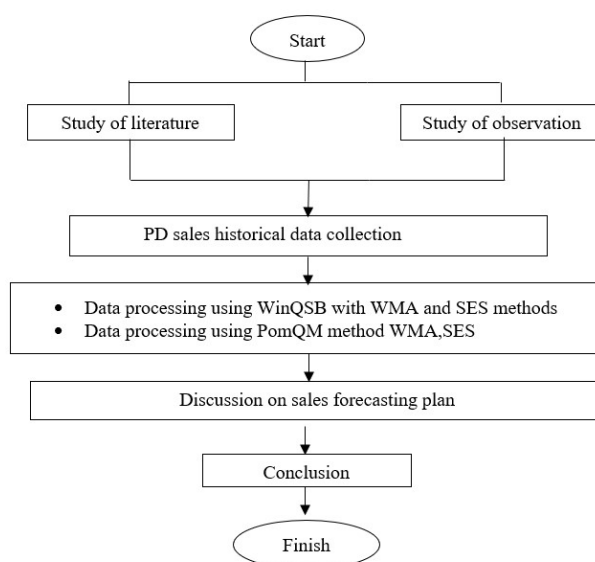 Start
Study of literature
Study of observation
PD sales historical data collection
• Data processing using WinQSB with WMA and SES methods
• Data processing using PomQM method WMA,SES
Discussion on sales forecasting plan
Conclusion
Finish